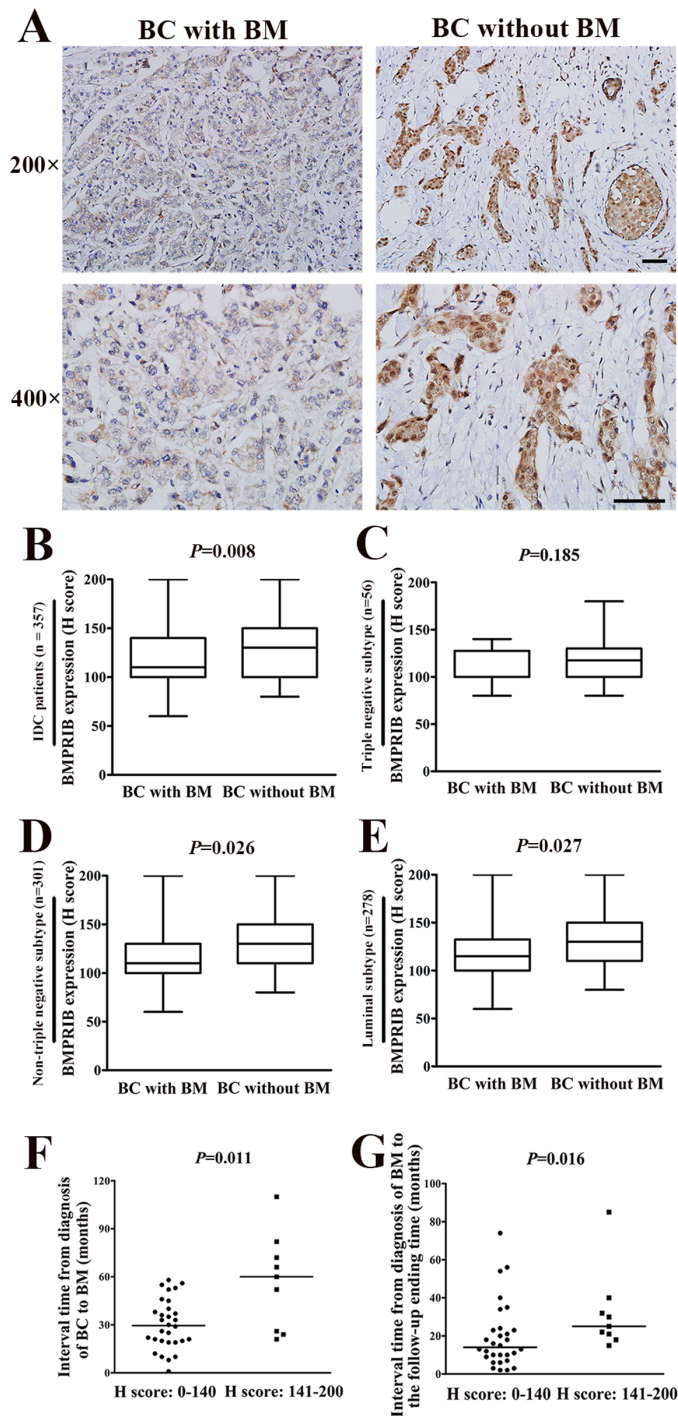 A
BC with BM
BC without BM
200×
400×
B
P=0.008
IDC patients (n = 357)
BMPRIB expression (H score)
200
150
100
50
0
BC with BM
BC without BM
C
P=0.185
Triple negative subtype (n=56)
BMPRIB expression (H score)
200
150
100
50
0
BC with BM
BC without BM
D
P=0.026
Non-triple negative subtype (n=301)
BMPRIB expression (H score)
200
150
100
50
0
BC with BM
BC without BM
E
P=0.027
Luminal subtype (n=278)
BMPRIB expression (H score)
200
150
100
50
0
BC with BM
BC without BM
F
P=0.011
Interval time from diagnosis
of BC to BM (months)
120
90
60
30
0
H score: 0-140
H score: 141-200
G
P=0.016
Interval time from diagnosis of BM to
the follow-up ending time (months)
100
80
60
40
20
0
H score: 0-140
H score: 141-200